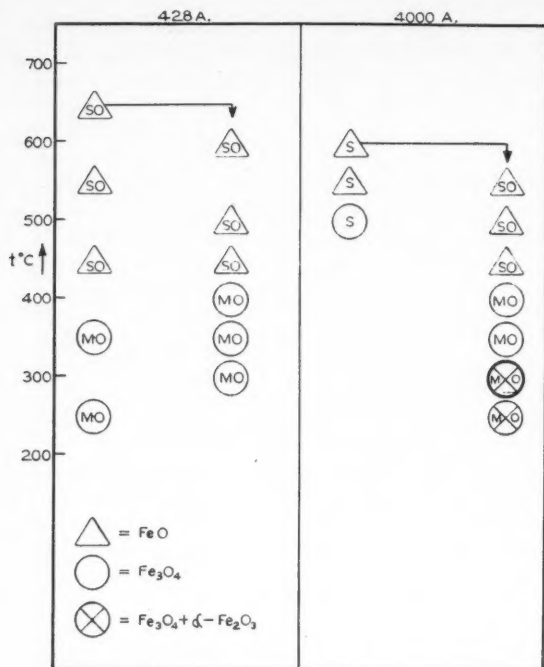 428A. 4000 A.
700
SO
600 SO S
SO S SO
500 SO S SO
t°C SO SO SO
400 MO MO
MO MO MO
300 MO MO
MO MO
200
= FeO
= Fe₃O₄
= Fe₃O₄+α-Fe₂O₃